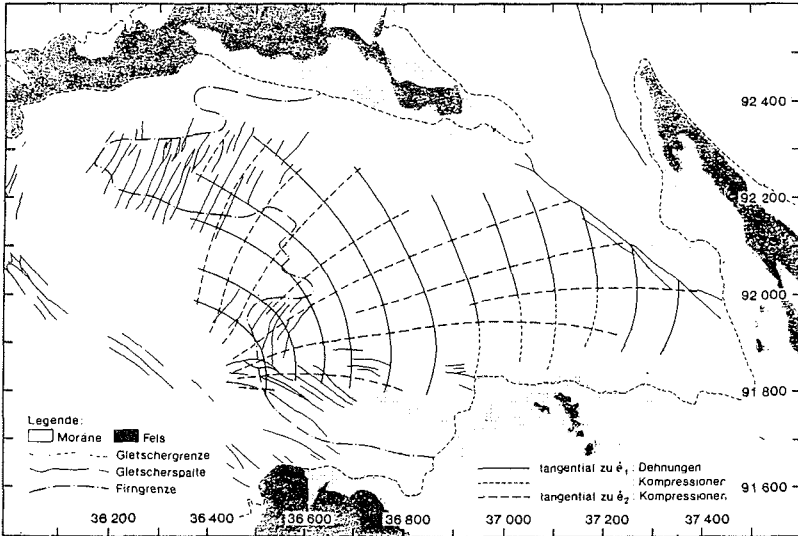 92 400
92 200
92 000
91 800
91 600
Legende:
Moräne Fels
Gletschergrenze
Gletscherspalte
Firngrenze
tangential zu ė₁ : Dehnungen
Kompressionen
tangential zu ė₂ : Kompressionen
36 200 36 400 36 600 36 800 37 000 37 200 37 400